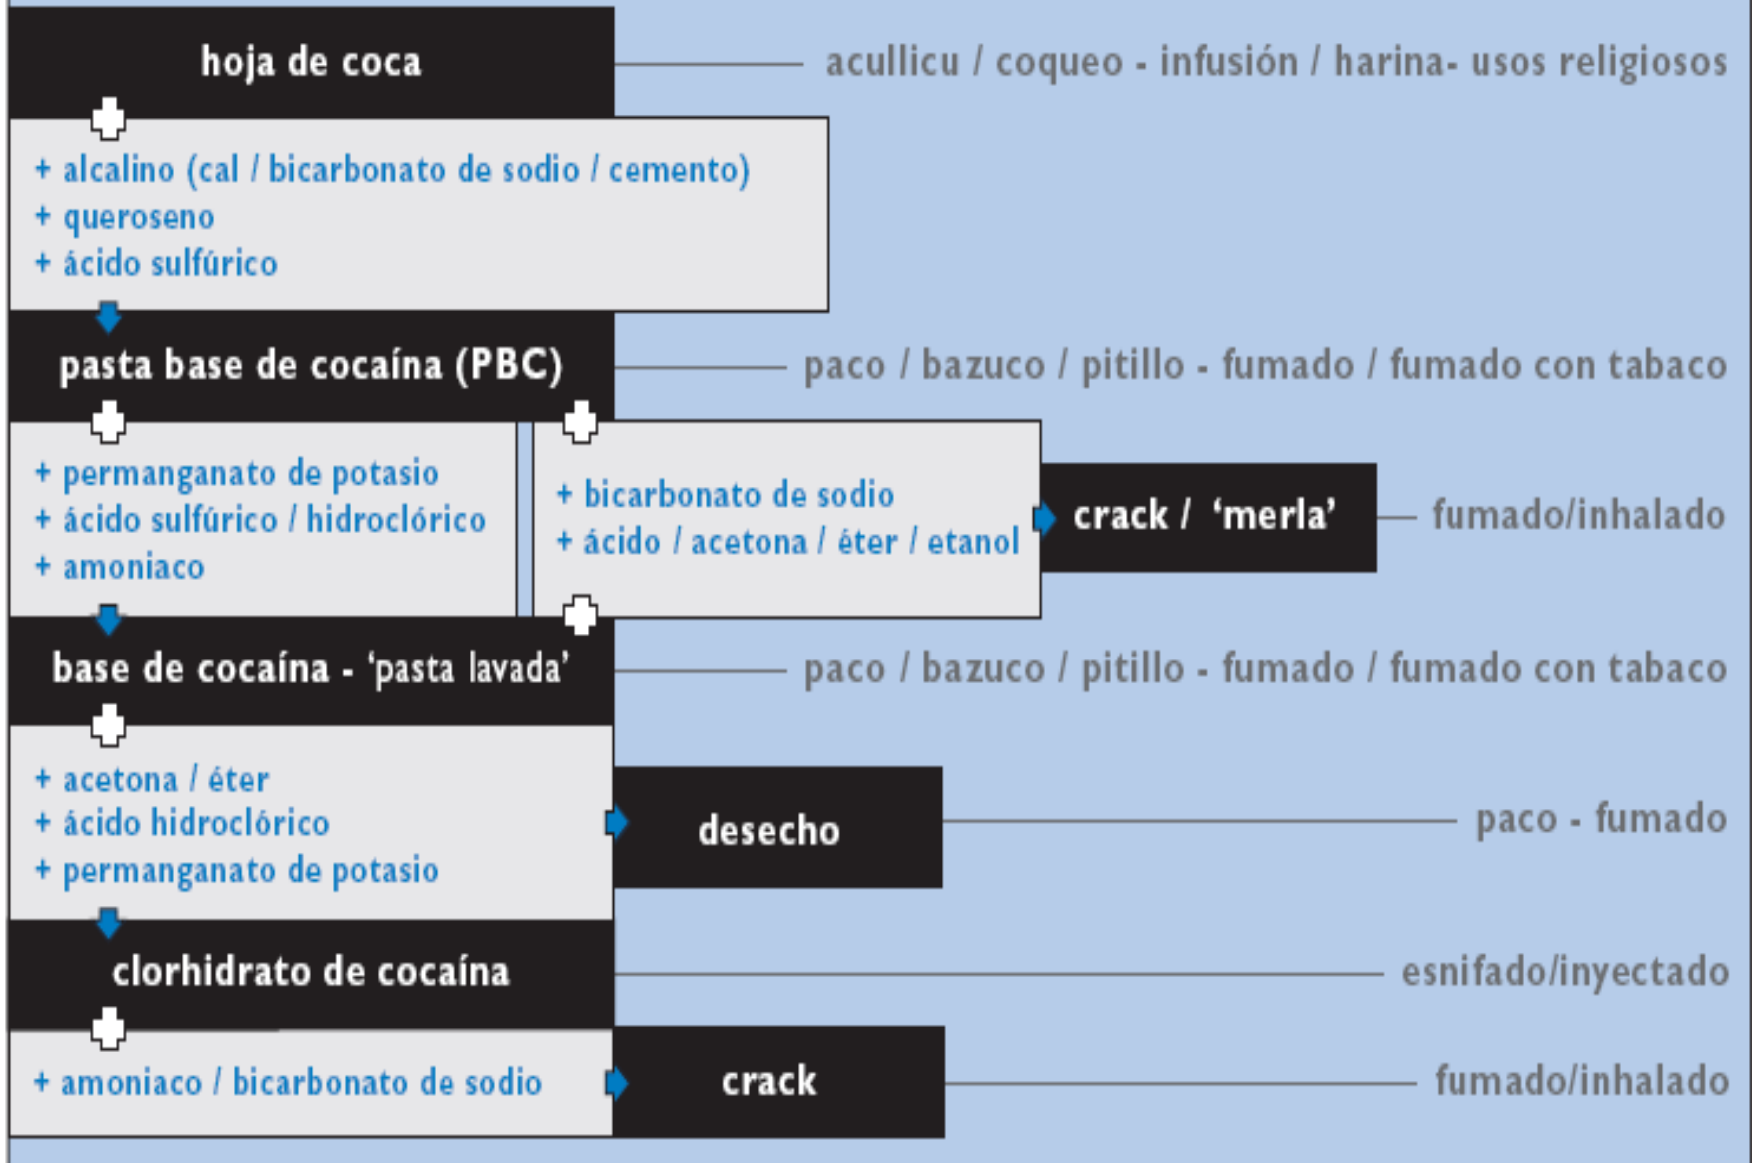 hoja de coca
acullicu / coqueo - infusión / harina- usos religiosos
+ alcalino (cal / bicarbonato de sodio / cemento)
+ queroseno
+ ácido sulfúrico
pasta base de cocaína (PBC)
paco / bazuco / pitillo - fumado / fumado con tabaco
+ permanganato de potasio
+ ácido sulfúrico / hidroclórico
+ amoniaco
+ bicarbonato de sodio
+ ácido / acetona / éter / etanol
crack / ‘merla’
fumado/inhalado
base de cocaína - ‘pasta lavada’
paco / bazuco / pitillo - fumado / fumado con tabaco
+ acetona / éter
+ ácido hidroclórico
+ permanganato de potasio
desecho
paco - fumado
clorhidrato de cocaína
esnifado/inyectado
+ amoniaco / bicarbonato de sodio
crack
fumado/inhalado